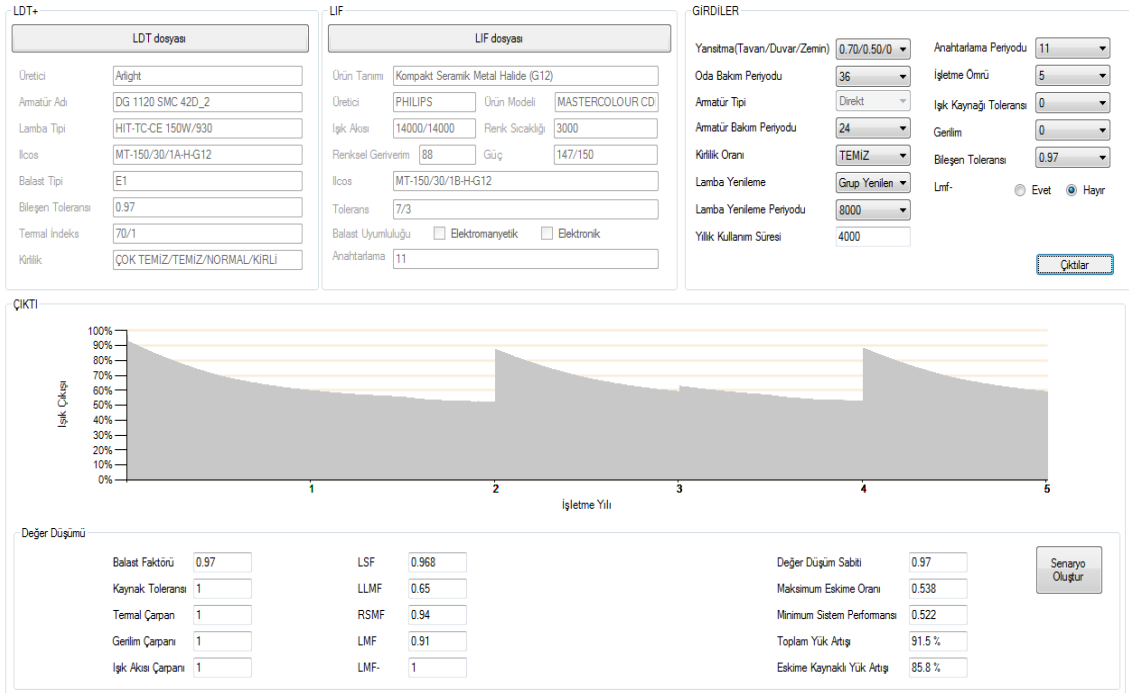 LDT+
LDT dosyası
Üretici Arlight
Armatür Adı DG 1120 SMC 42D_2
Lamba Tipi HIT-TC-CE 150W/930
Ilcos MT-150/30/1A-H-G12
Balast Tipi E1
Bileşen Toleransı 0.97
Termal İndeks 70/1
Kirlilik ÇOK TEMİZ/TEMİZ/NORMAL/KİRLİ
LIF
LIF dosyası
Ürün Tanımı Kompakt Seramik Metal Halide (G12)
Üretici PHILIPS Ürün Modeli MASTERCOLOUR CD
Işık Akısı 14000/14000 Renk Sıcaklığı 3000
Renksel Geriverim 88 Güç 147/150
Ilcos MT-150/30/1B-H-G12
Tolerans 7/3
Balast Uyumluluğu Elektromanyetik Elektronik
Anahtarlama 11
GİRDİLER
Yansıtma(Tavan/Duvar/Zemin) 0.70/0.50/0
Oda Bakım Periyodu 36
Armatür Tipi Direkt
Armatür Bakım Periyodu 24
Kirlilik Oranı TEMİZ
Lamba Yenileme Grup Yenilen
Lamba Yenileme Periyodu 8000
Yıllık Kullanım Süresi 4000
Anahtarlama Periyodu 11
İşletme Ömrü 5
Işık Kaynağı Toleransı 0
Gerilim 0
Bileşen Toleransı 0.97
Lmf- Evet Hayır
Çıktılar
ÇIKTI
Işık Çıkışı
100%
90%
80%
70%
60%
50%
40%
30%
20%
10%
0%
1 2 3 4 5
İşletme Yılı
Değer Düşümü
Balast Faktörü 0.97
Kaynak Toleransı 1
Termal Çarpan 1
Gerilim Çarpanı 1
Işık Akısı Çarpanı 1
LSF 0.968
LLMF 0.65
RSMF 0.94
LMF 0.91
LMF- 1
Değer Düşüm Sabiti 0.97
Maksimum Eskime Oranı 0.538
Minimum Sistem Performansı 0.522
Toplam Yük Artışı 91.5 %
Eskime Kaynaklı Yük Artışı 85.8 %
Senaryo
Oluştur